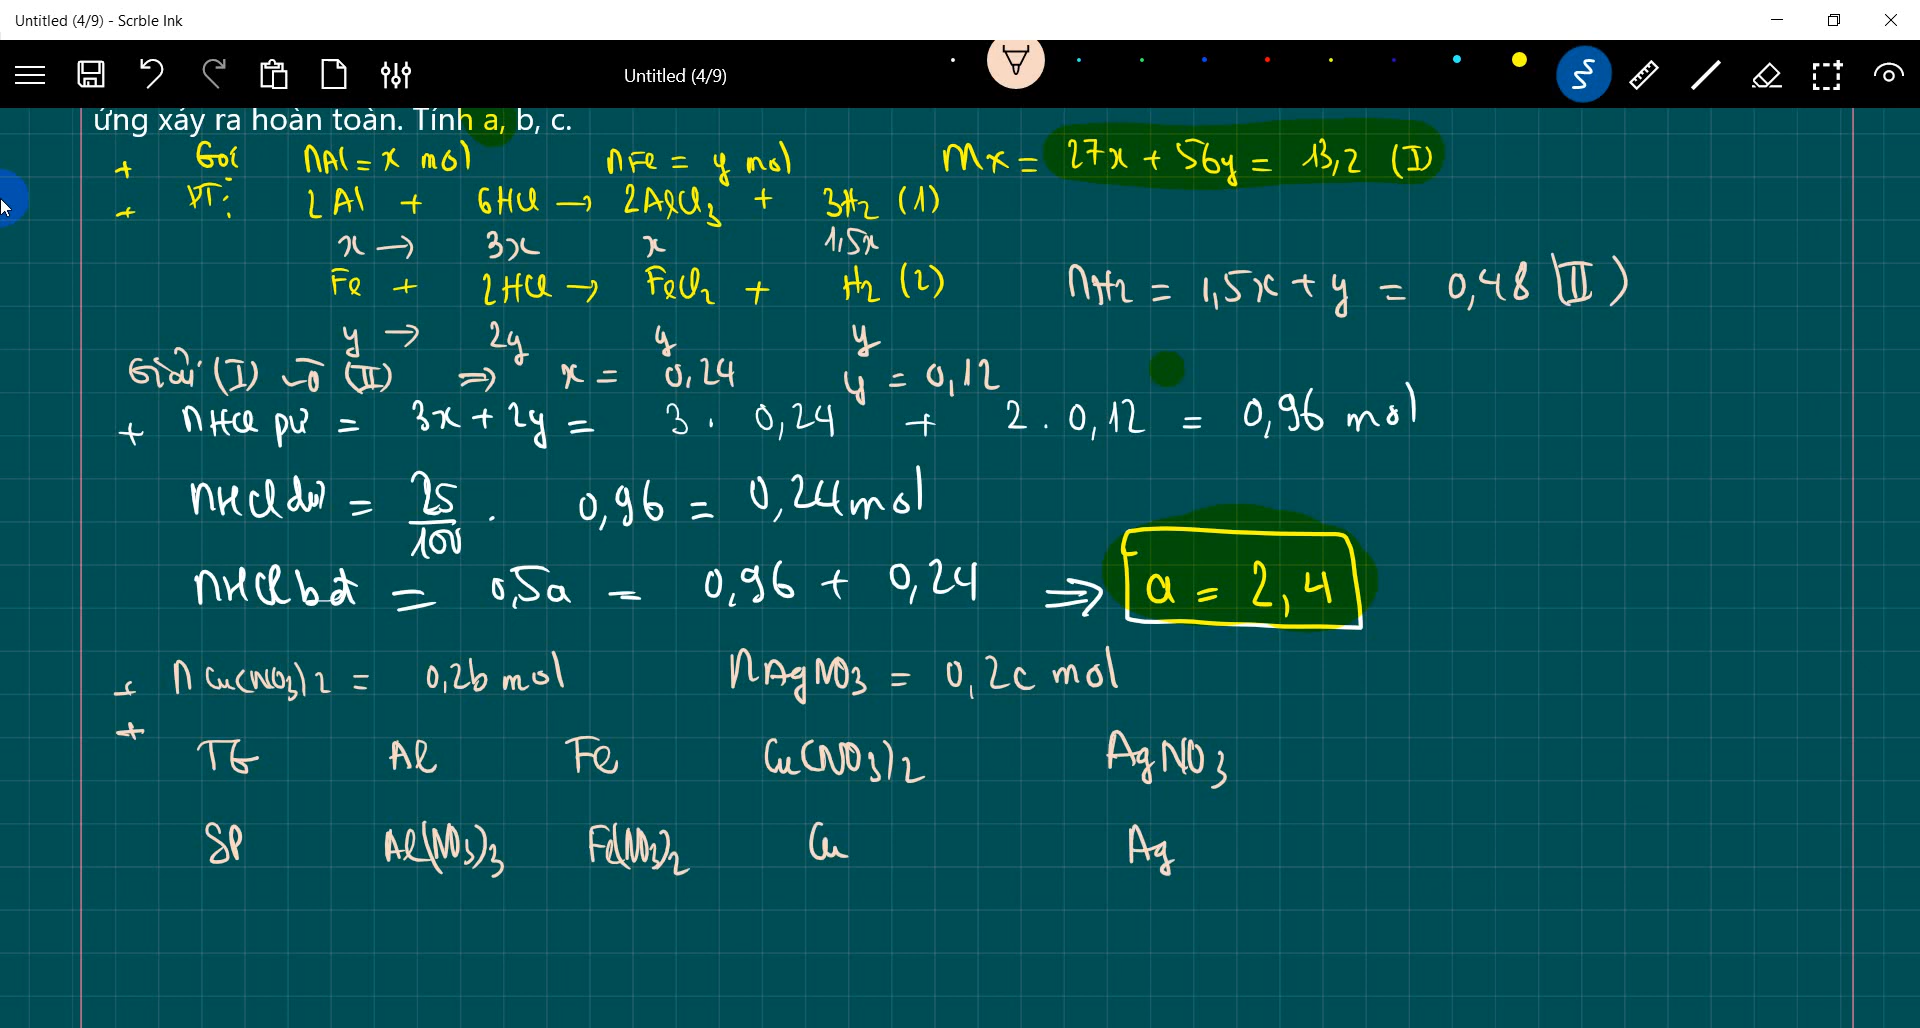 Untitled (4/9) - Scrble Ink
Untitled (4/9)
ứng xảy ra hoàn toàn. Tính a, b, c.
+ Gọi nAl = x mol nFe = y mol mx = 27x + 56y = 13,2 (I)
+ PT: 2Al + 6HCl → 2AlCl3 + 3H2 (1)
x → 3x x 1,5x
Fe + 2HCl → FeCl2 + H2 (2) nH2 = 1,5x + y = 0,48 (II)
y → 2y y y
Giải (I) và (II) ⇒ x = 0,24 y = 0,12
+ nHCl pư = 3x + 2y = 3 . 0,24 + 2 . 0,12 = 0,96 mol
nHCl dư = 25/100 . 0,96 = 0,24 mol
nHCl bđ = 0,5a = 0,96 + 0,24 ⇒ a = 2,4
+ nCu(NO3)2 = 0,2b mol nAgNO3 = 0,2c mol
+
TG Al Fe Cu(NO3)2 AgNO3
SP Al(NO3)3 Fe(NO3)2 Cu Ag